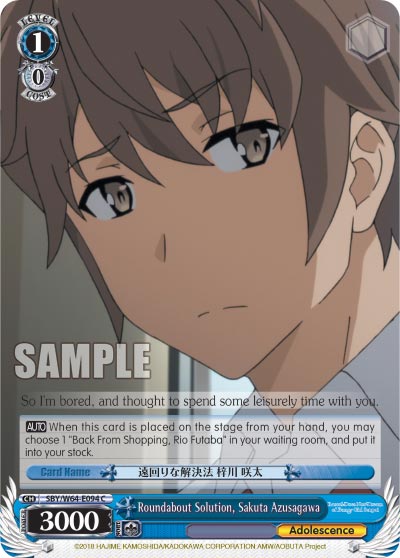 LEVEL
1
0
COST
SAMPLE
So I'm bored, and thought to spend some leisurely time with you.
AUTO When this card is placed on the stage from your hand, you may
choose 1 "Back From Shopping, Rio Futaba" in your waiting room, and put it
into your stock.
Card Name 遠回りな解決法 梓川 咲太
CH SBY/W64-E094 C
POWER 3000
Roundabout Solution, Sakuta Azusagawa
Adolescence
©2018 HAJIME KAMOSHIDA/KADOKAWA CORPORATION AMW/AOBUTA Project